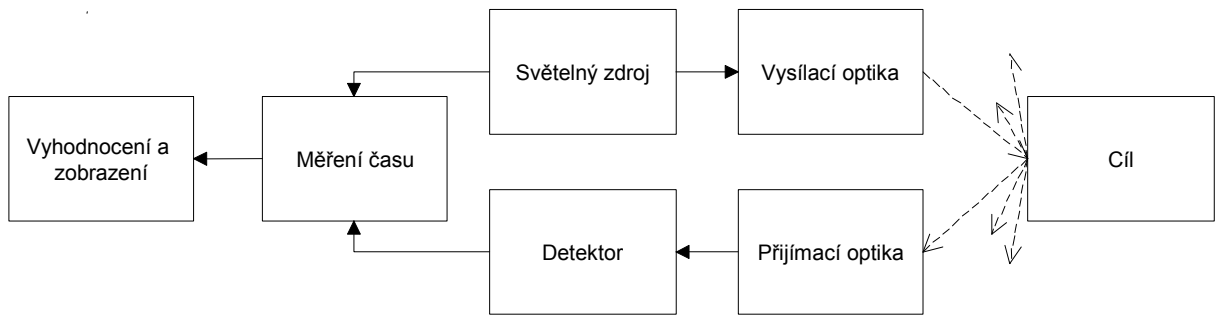 Světelný zdroj
Vysílací optika
Vyhodnocení a
zobrazení
Měření času
Cíl
Detektor
Přijímací optika